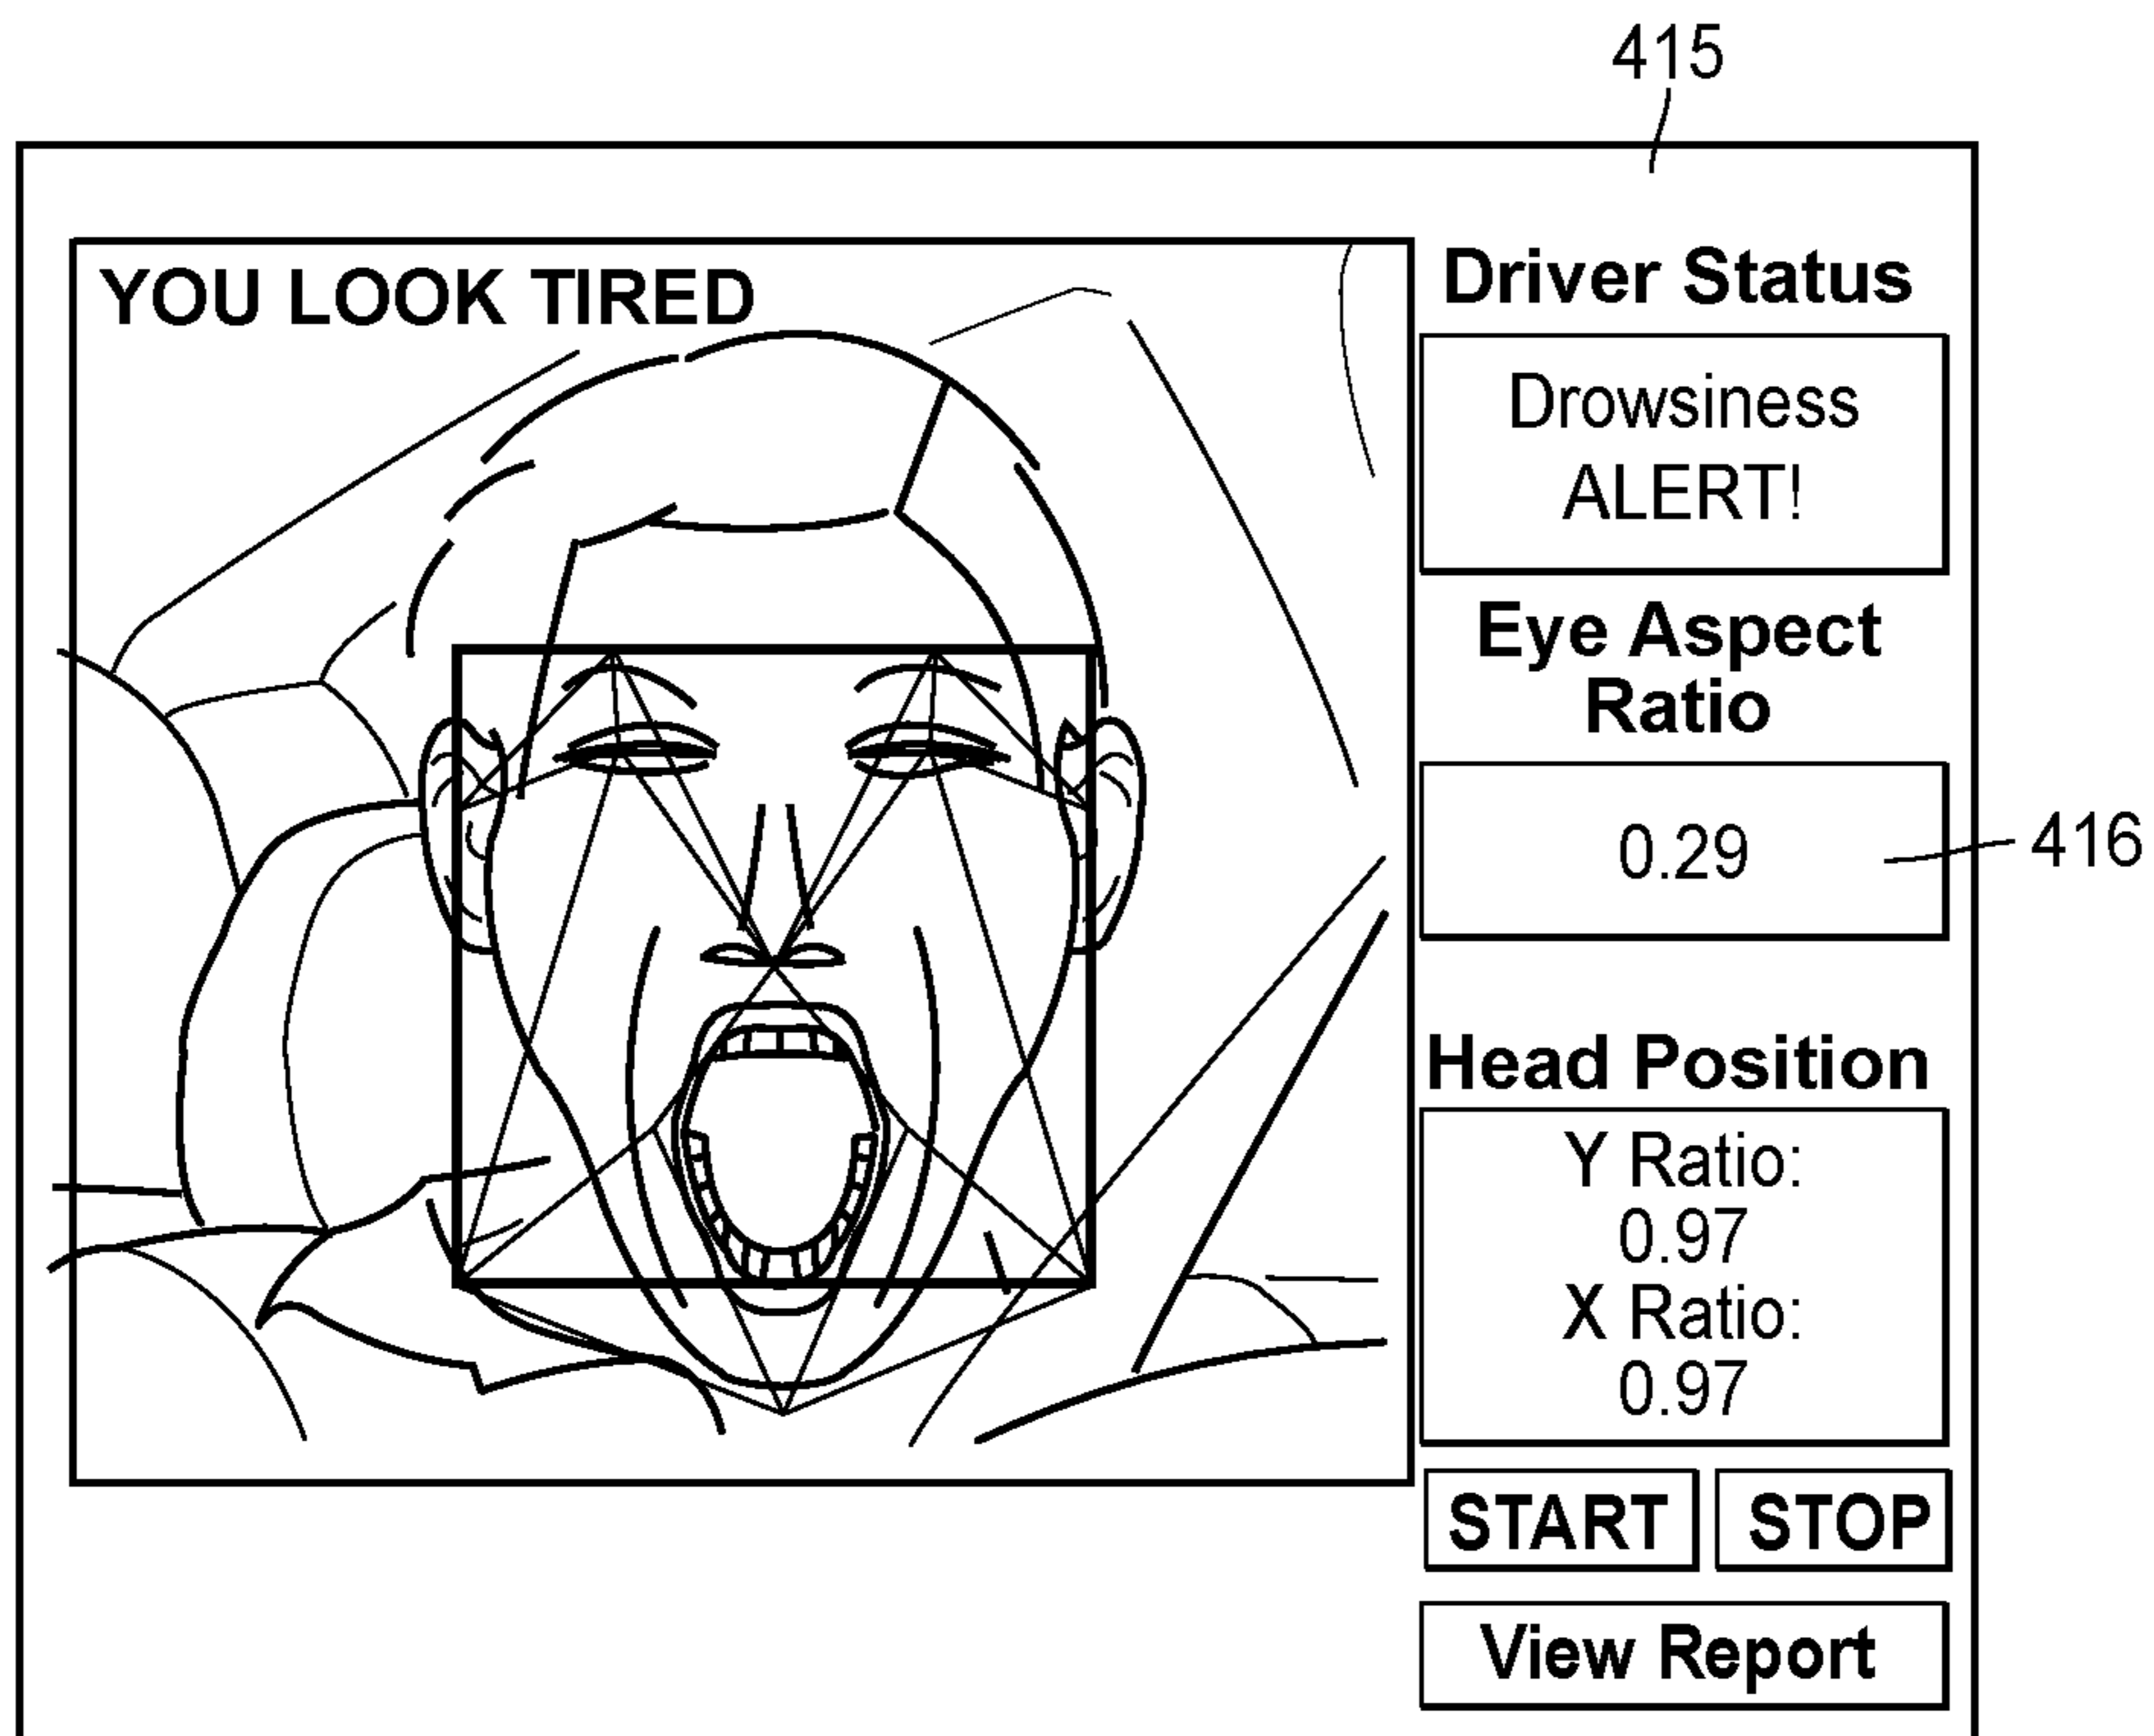 415
YOU LOOK TIRED
Driver Status
Drowsiness
ALERT!
Eye Aspect
Ratio
0.29
416
Head Position
Y Ratio:
0.97
X Ratio:
0.97
START STOP
View Report